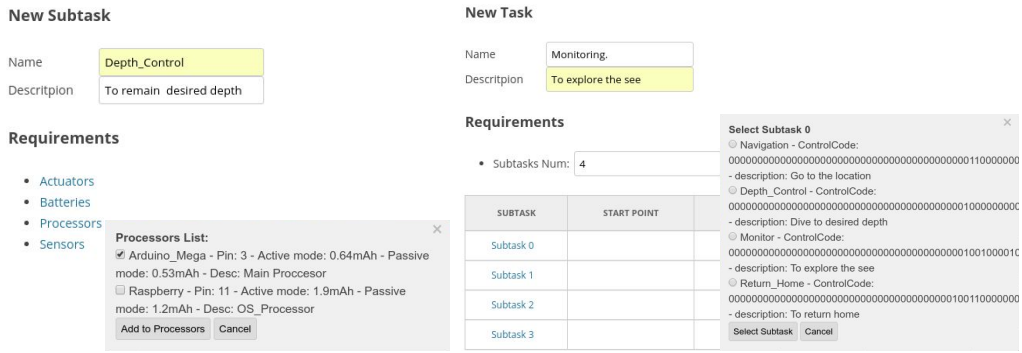 New Subtask
Name
Depth_Control
Descritpion
To remain desired depth
Requirements
• Actuators
• Batteries
• Processors
• Sensors
Processors List:
Arduino_Mega - Pin: 3 - Active mode: 0.64mAh - Passive
mode: 0.53mAh - Desc: Main Proccesor
Raspberry - Pin: 11 - Active mode: 1.9mAh - Passive
mode: 1.2mAh - Desc: OS_Processor
Add to Processors
Cancel
New Task
Name
Monitoring.
Descritpion
To explore the see
Requirements
• Subtasks Num: 4
SUBTASK
START POINT
Subtask 0
Subtask 1
Subtask 2
Subtask 3
Select Subtask 0
Navigation - ControlCode:
- description: Go to the location
Depth_Control - ControlCode:
- description: Dive to desired depth
Monitor - ControlCode:
- description: To explore the see
Return_Home - ControlCode:
- description: To return home
Select Subtask
Cancel